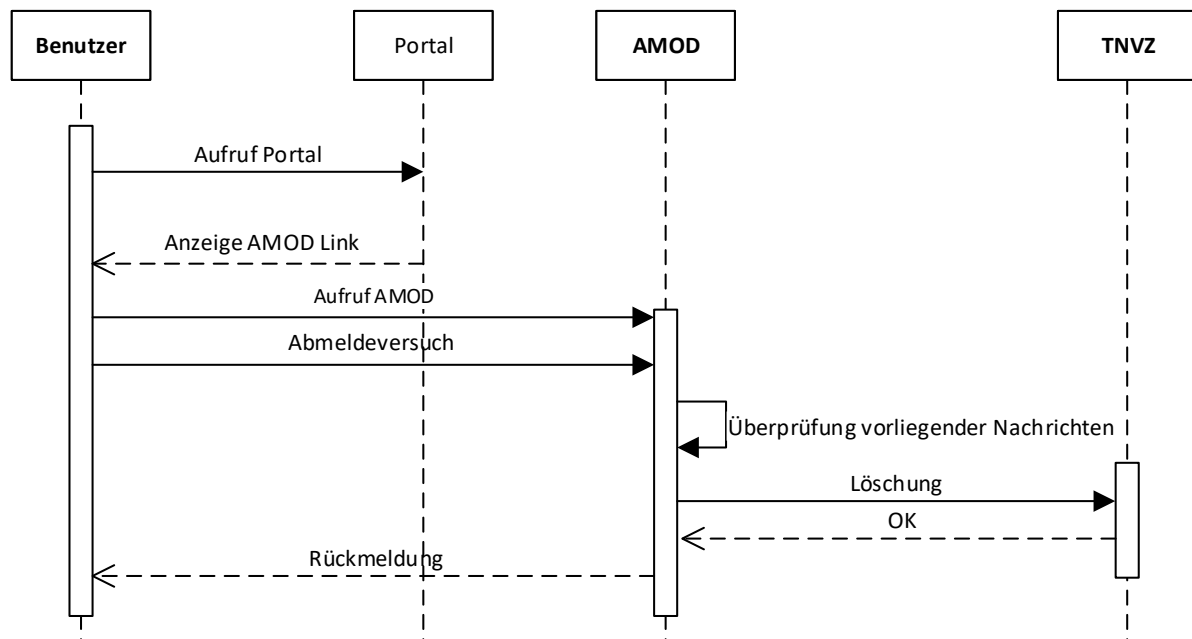 Benutzer
Portal
AMOD
TNVZ
Aufruf Portal
Anzeige AMOD Link
Aufruf AMOD
Abmeldeversuch
Überprüfung vorliegender Nachrichten
Löschung
OK
Rückmeldung